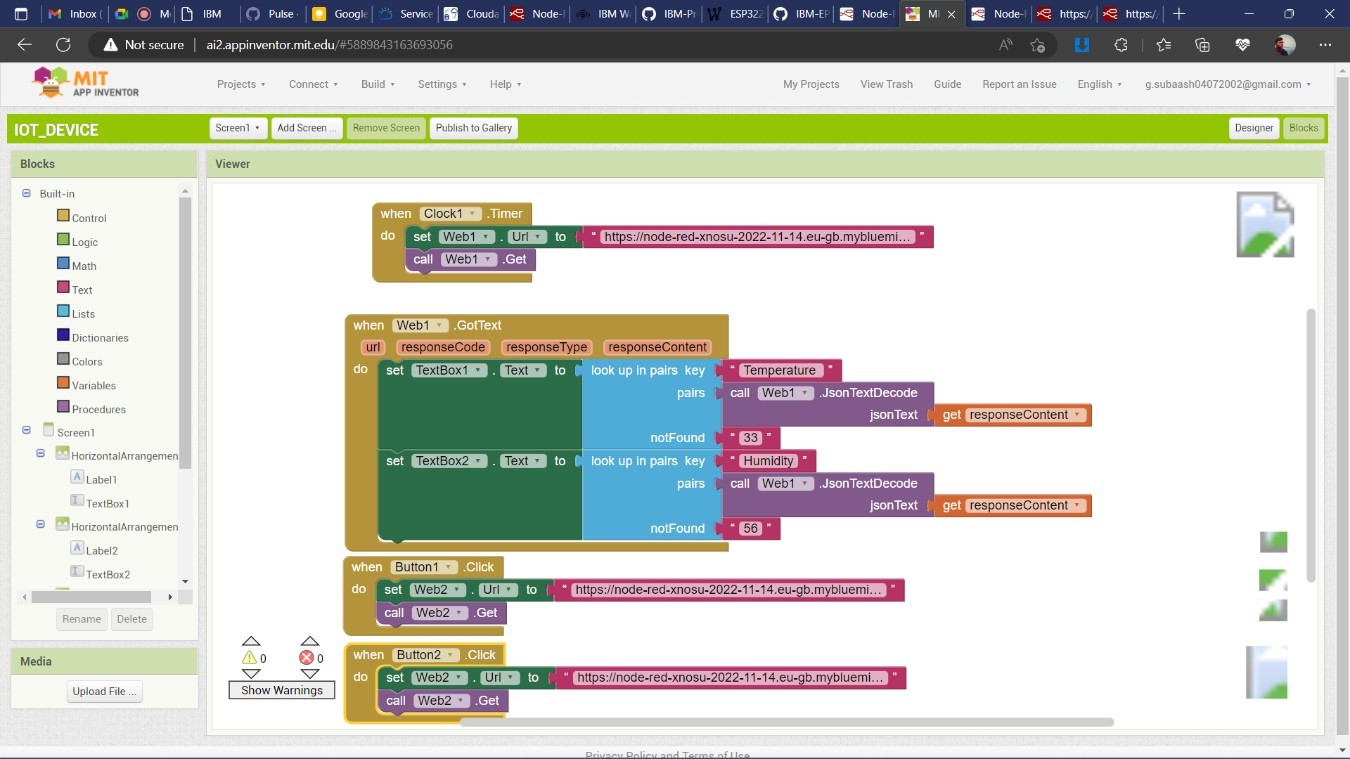 Inbox (
M
IBM
Pulse
Google
Service
Clouda
Node-
IBM W
IBM-Pr
ESP322
IBM-EP
Node-
MI
Node-
https:/
https:/
Not secure
ai2.appinventor.mit.edu/#5889843163693056
MIT
APP INVENTOR
Projects
Connect
Build
Settings
Help
My Projects
View Trash
Guide
Report an Issue
English
g.subaash04072002@gmail.com
IOT_DEVICE
Screen1
Add Screen ...
Remove Screen
Publish to Gallery
Designer
Blocks
Blocks
Viewer
Built-in
Control
Logic
Math
Text
Lists
Dictionaries
Colors
Variables
Procedures
Screen1
HorizontalArrangemen
Label1
TextBox1
HorizontalArrangemen
Label2
TextBox2
Rename
Delete
Media
Upload File ...
when Clock1 .Timer
do set Web1 . Url to " https://node-red-xnosu-2022-11-14.eu-gb.mybluemi... "
call Web1 .Get
when Web1 .GotText
url responseCode responseType responseContent
do set TextBox1 . Text to look up in pairs key " Temperature "
pairs call Web1 .JsonTextDecode
jsonText get responseContent
notFound " 33 "
set TextBox2 . Text to look up in pairs key " Humidity "
pairs call Web1 .JsonTextDecode
jsonText get responseContent
notFound " 56 "
when Button1 .Click
do set Web2 . Url to " https://node-red-xnosu-2022-11-14.eu-gb.mybluemi... "
call Web2 .Get
when Button2 .Click
do set Web2 . Url to " https://node-red-xnosu-2022-11-14.eu-gb.mybluemi... "
call Web2 .Get
0
0
Show Warnings
Privacy Policy and Terms of Use